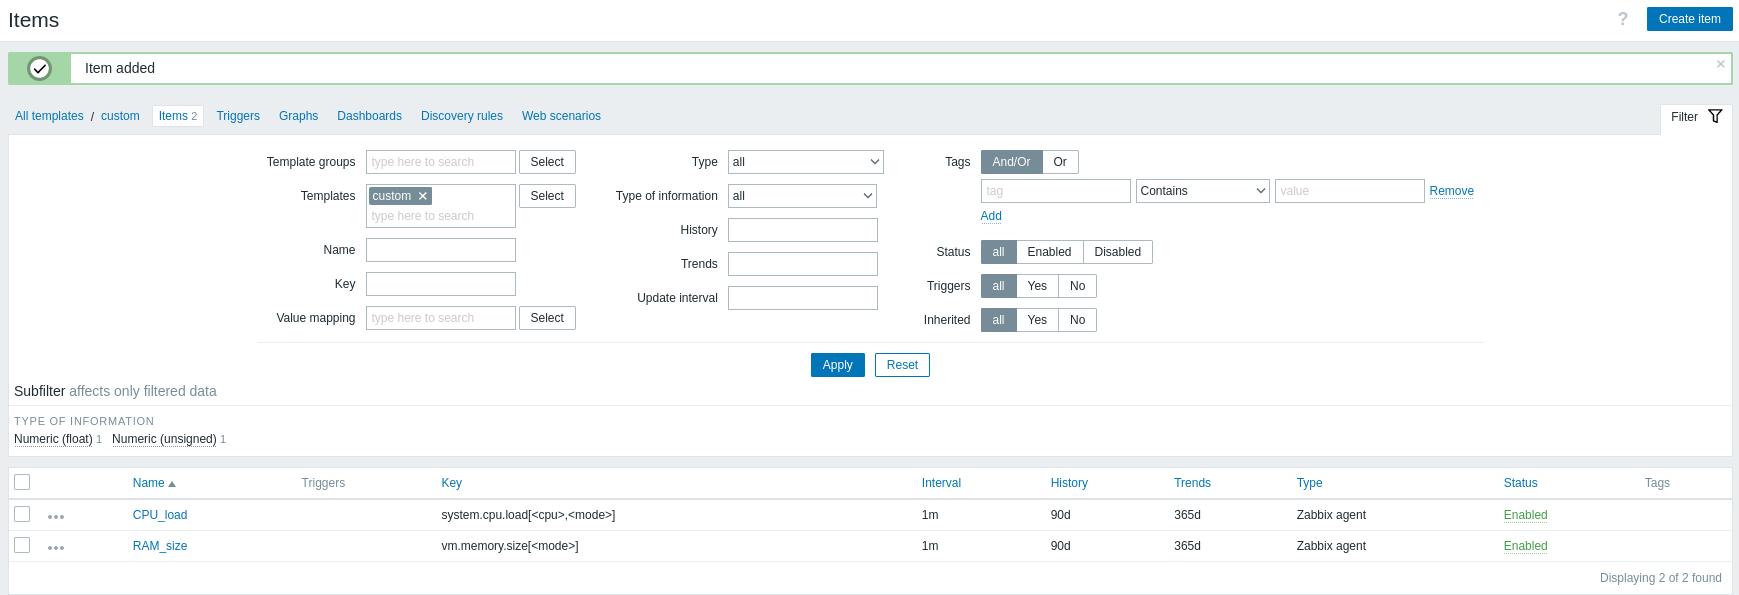 Items
? Create item
Item added
All templates / custom Items 2 Triggers Graphs Dashboards Discovery rules Web scenarios Filter
Template groups type here to search Select Type all Tags And/Or Or
Templates custom Select Type of information all tag Contains value Remove
type here to search Add
Name History
Key Trends Status all Enabled Disabled
Value mapping type here to search Select Update interval Triggers all Yes No
Inherited all Yes No
Apply Reset
Subfilter affects only filtered data
TYPE OF INFORMATION
Numeric (float) 1 Numeric (unsigned) 1
Name Triggers Key Interval History Trends Type Status Tags
CPU_load system.cpu.load[<cpu>,<mode>] 1m 90d 365d Zabbix agent Enabled
RAM_size vm.memory.size[<mode>] 1m 90d 365d Zabbix agent Enabled
Displaying 2 of 2 found